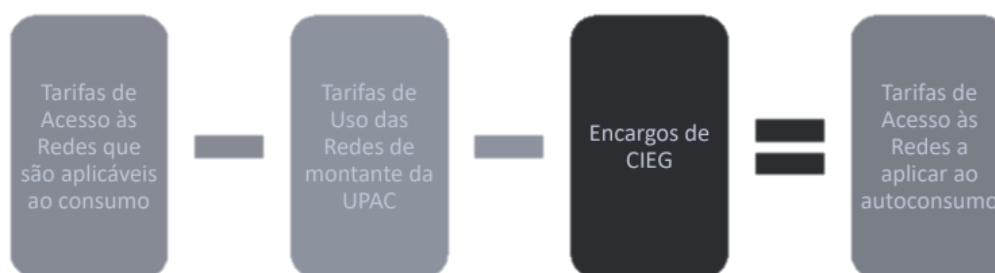 Tarifas de
Acesso às
Redes que
são aplicáveis
ao consumo
Tarifas de
Uso das
Redes de
montante da
UPAC
Encargos de
CIEG
Tarifas de
Acesso às
Redes a
aplicar ao
autoconsumo